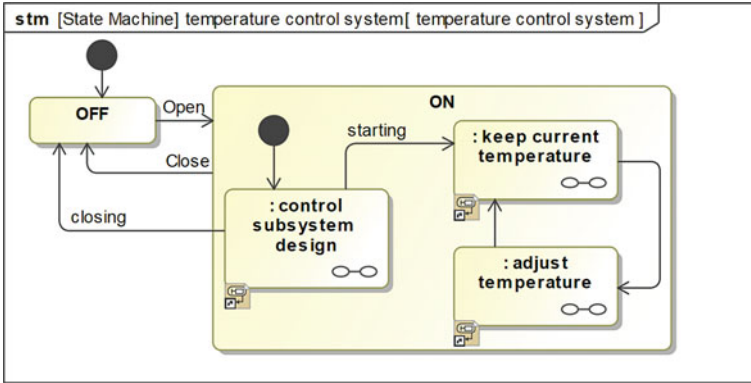 stm [State Machine] temperature control system[ temperature control system ]
OFF
Open
Close
closing
ON
starting
: control
subsystem
design
: keep current
temperature
: adjust
temperature